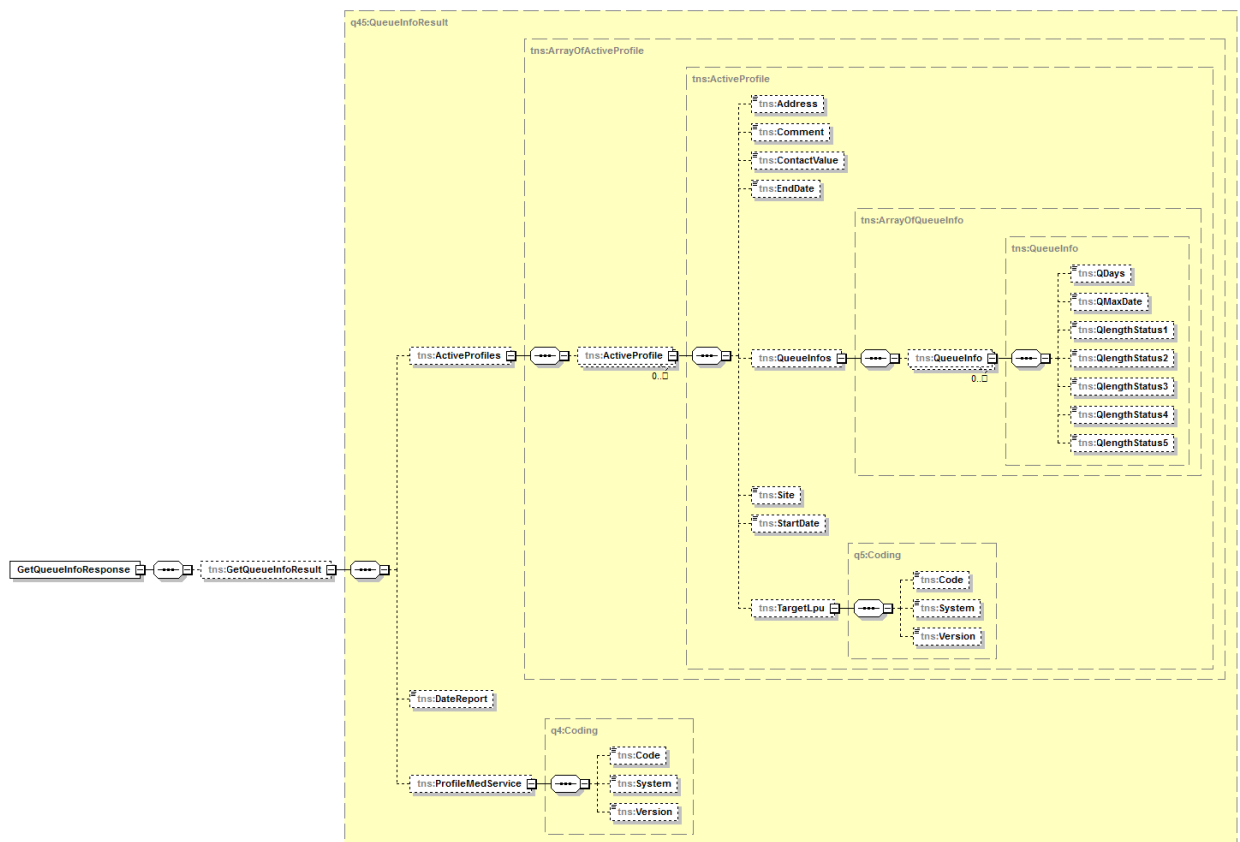 q45:QueueInfoResult
tns:ArrayOfActiveProfile
tns:ActiveProfile
tns:Address
tns:Comment
tns:ContactValue
tns:EndDate
tns:ArrayOfQueueInfo
tns:QueueInfo
tns:QDays
tns:QMaxDate
tns:QlengthStatus1
tns:ActiveProfiles
tns:ActiveProfile
0..
tns:QueueInfos
tns:QueueInfo
0..
tns:QlengthStatus2
tns:QlengthStatus3
tns:QlengthStatus4
tns:QlengthStatus5
tns:Site
tns:StartDate
q5:Coding
GetQueueInfoResponse
tns:GetQueueInfoResult
tns:Code
tns:TargetLpu
tns:System
tns:Version
tns:DateReport
q4:Coding
tns:Code
tns:ProfileMedService
tns:System
tns:Version